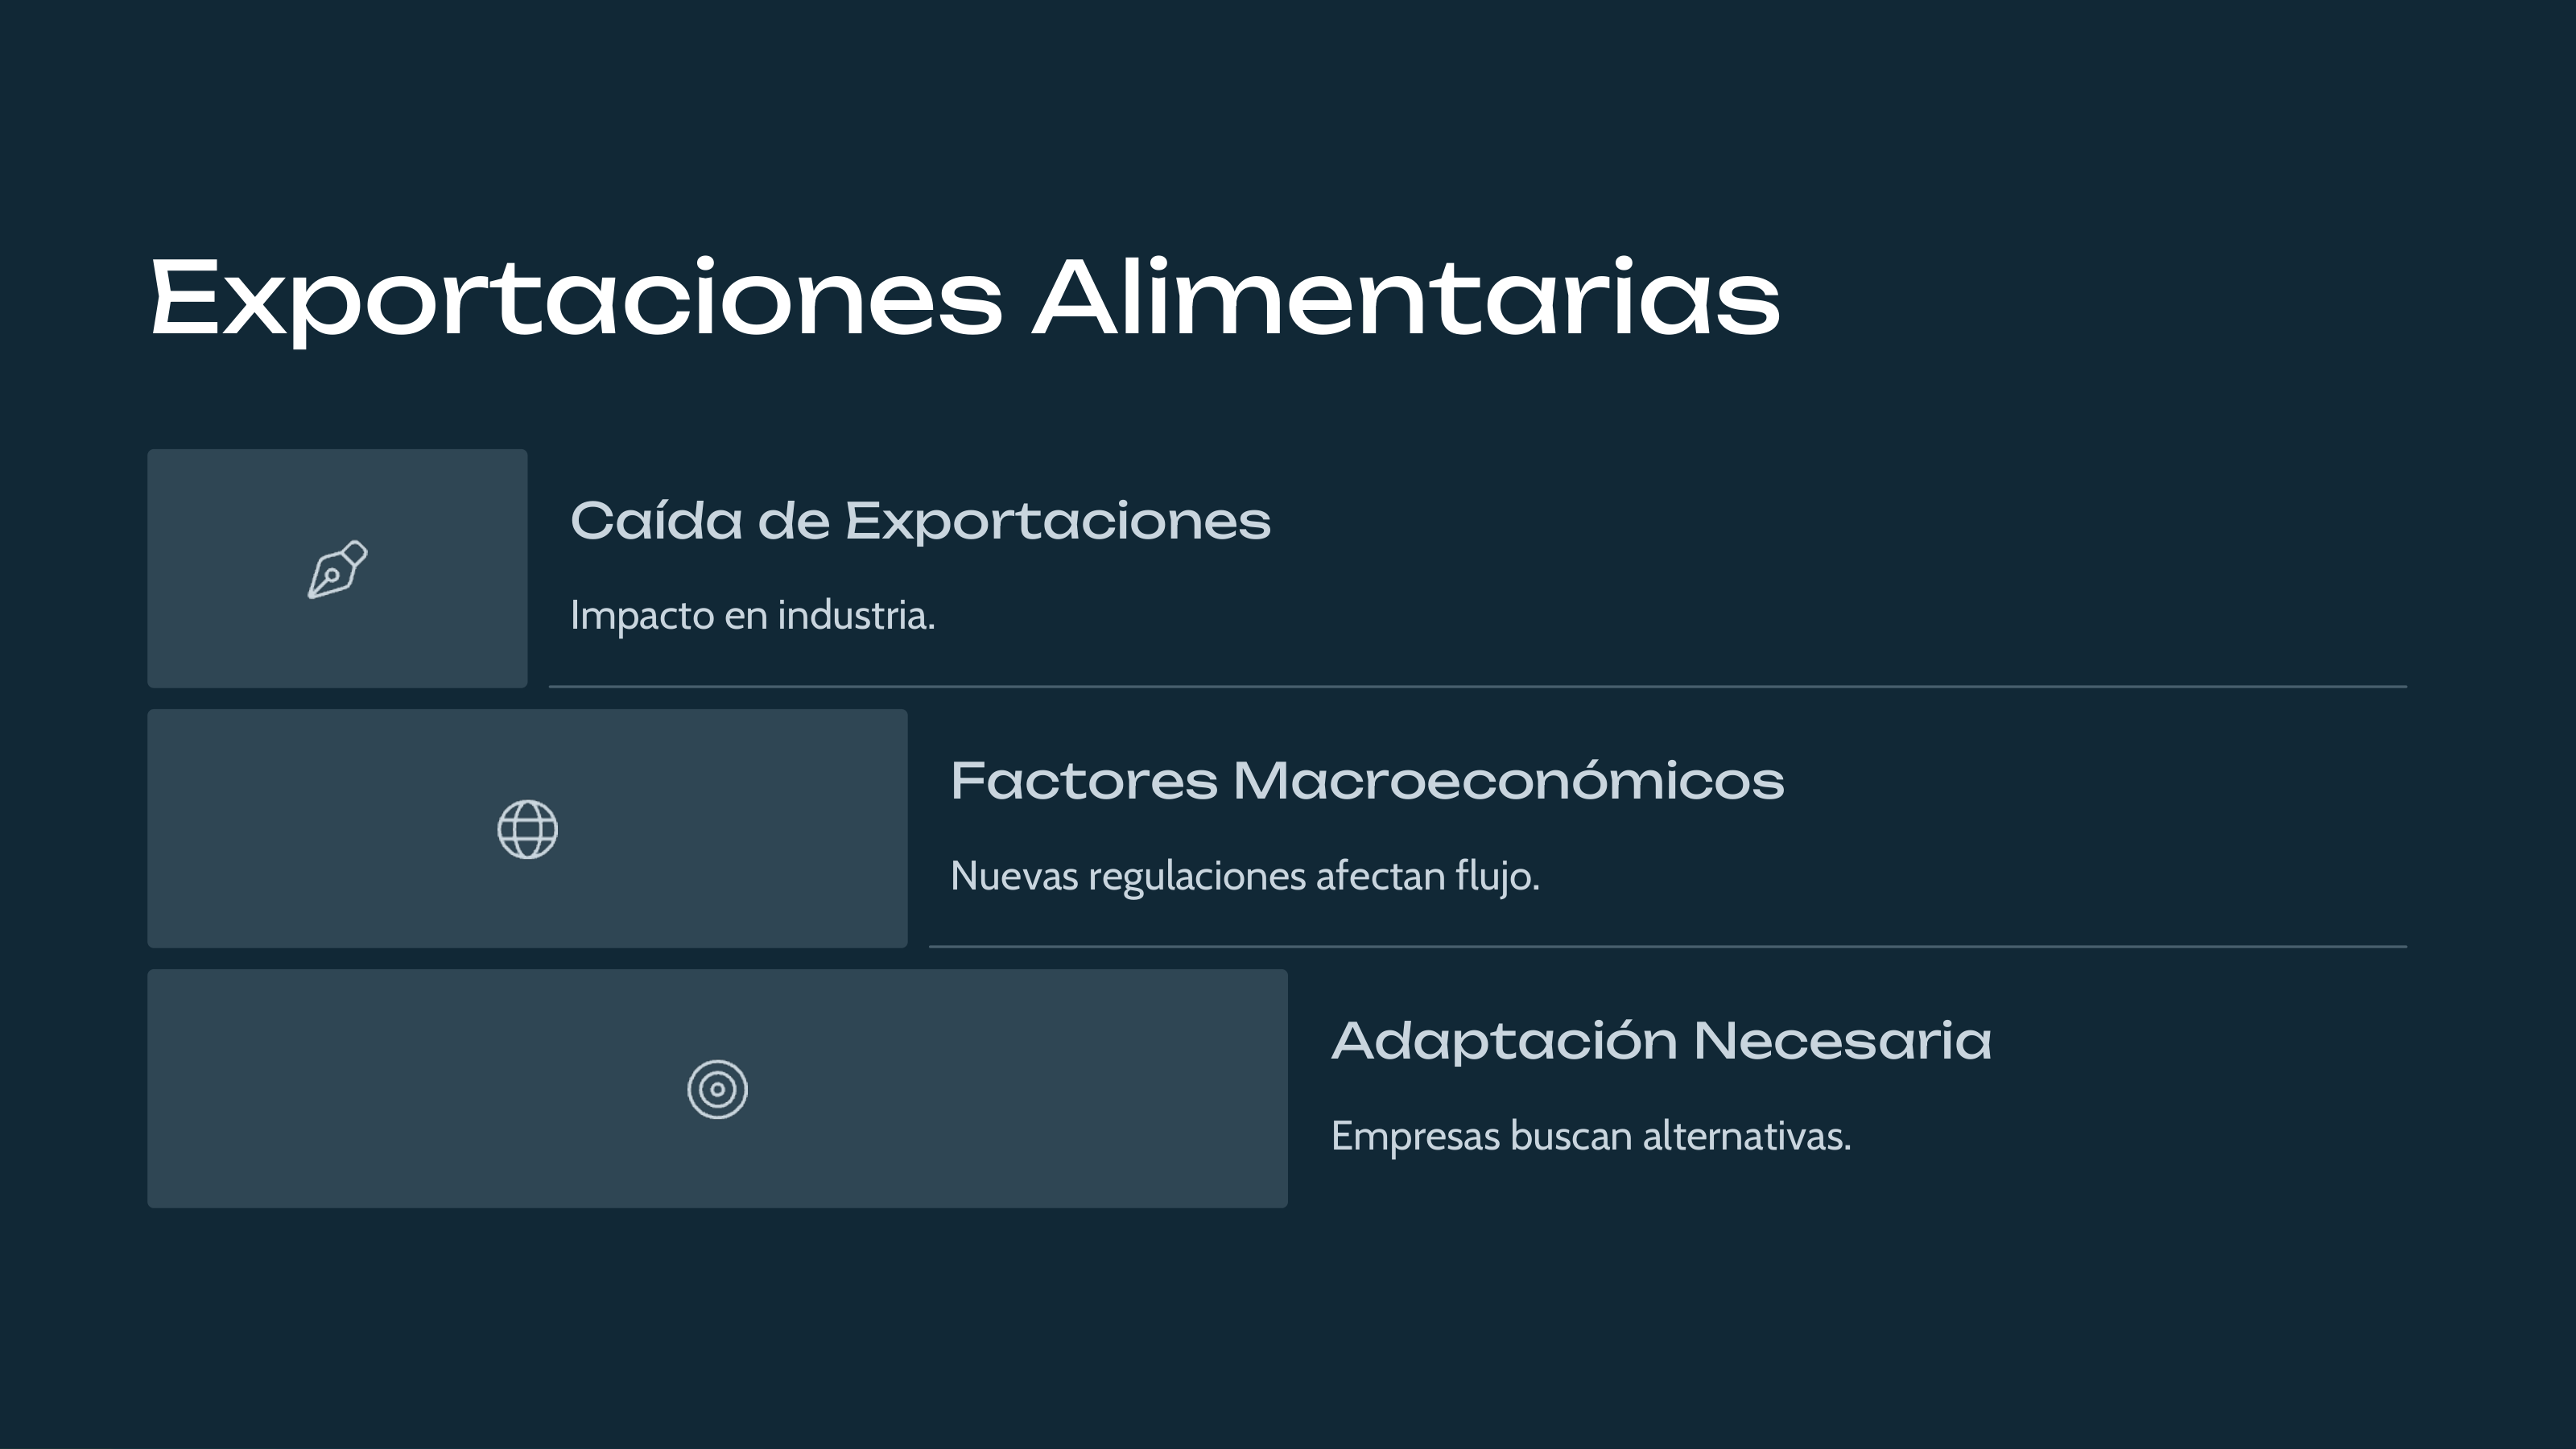 Exportaciones Alimentarias
Caída de Exportaciones
Impacto en industria.
Factores Macroeconómicos
Nuevas regulaciones afectan flujo.
Adaptación Necesaria
Empresas buscan alternativas.